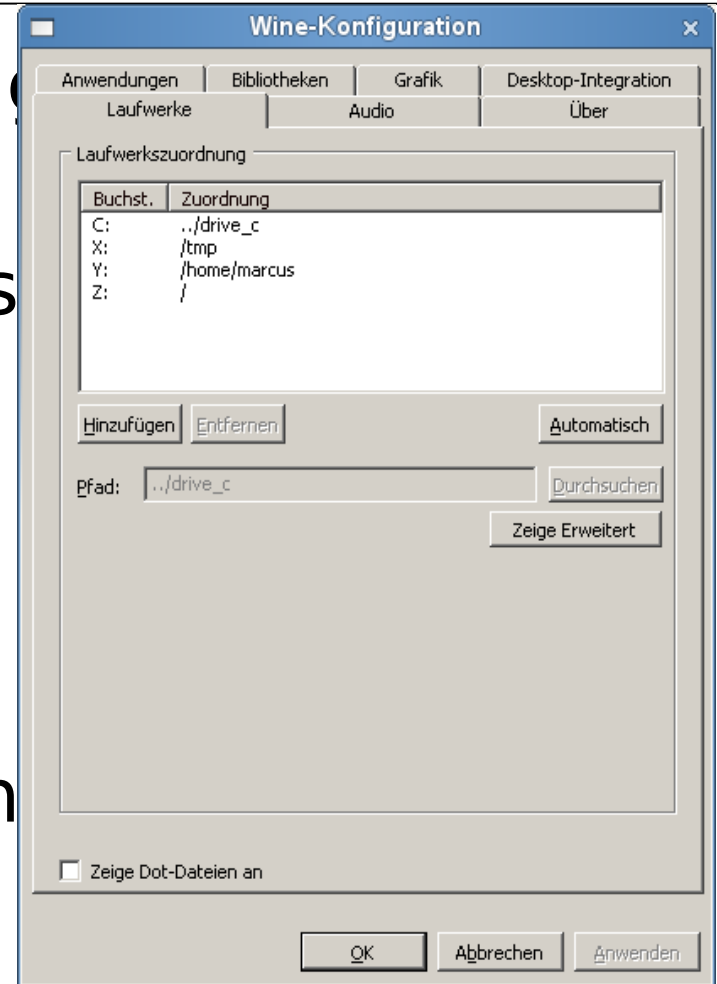 Wine-Konfiguration
Anwendungen Bibliotheken Grafik Desktop-Integration
Laufwerke Audio Über
Laufwerkszuordnung
Buchst. Zuordnung
C: ../drive_c
X: /tmp
Y: /home/marcus
Z: /
Hinzufügen Entfernen Automatisch
Pfad: ../drive_c Durchsuchen
Zeige Erweitert
Zeige Dot-Dateien an
OK Abbrechen Anwenden